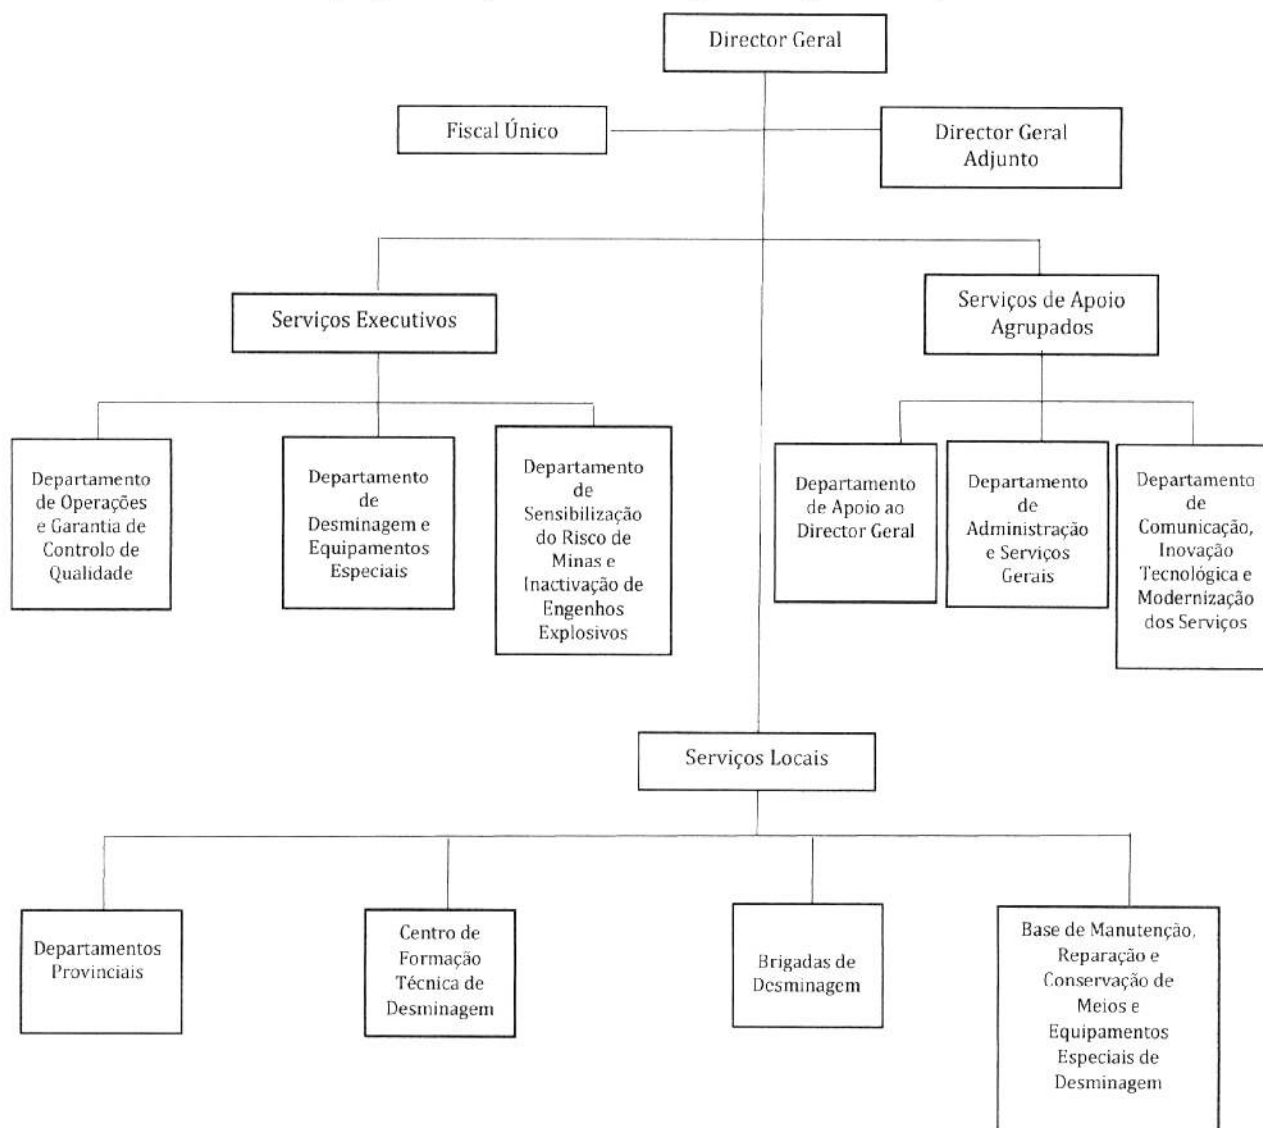 Director Geral
Fiscal Único
Director Geral
Adjunto
Serviços Executivos
Serviços de Apoio
Agrupados
Departamento
de Operações
e Garantia de
Controlo de
Qualidade
Departamento
de
Desminagem e
Equipamentos
Especiais
Departamento
de
Sensibilização
do Risco de
Minas e
Inactivação de
Engenhos
Explosivos
Departamento
de Apoio ao
Director Geral
Departamento
de
Administração
e Serviços
Gerais
Departamento
de
Comunicação,
Inovação
Tecnológica e
Modernização
dos Serviços
Serviços Locais
Departamentos
Provinciais
Centro de
Formação
Técnica de
Desminagem
Brigadas de
Desminagem
Base de Manutenção,
Reparação e
Conservação de
Meios e
Equipamentos
Especiais de
Desminagem